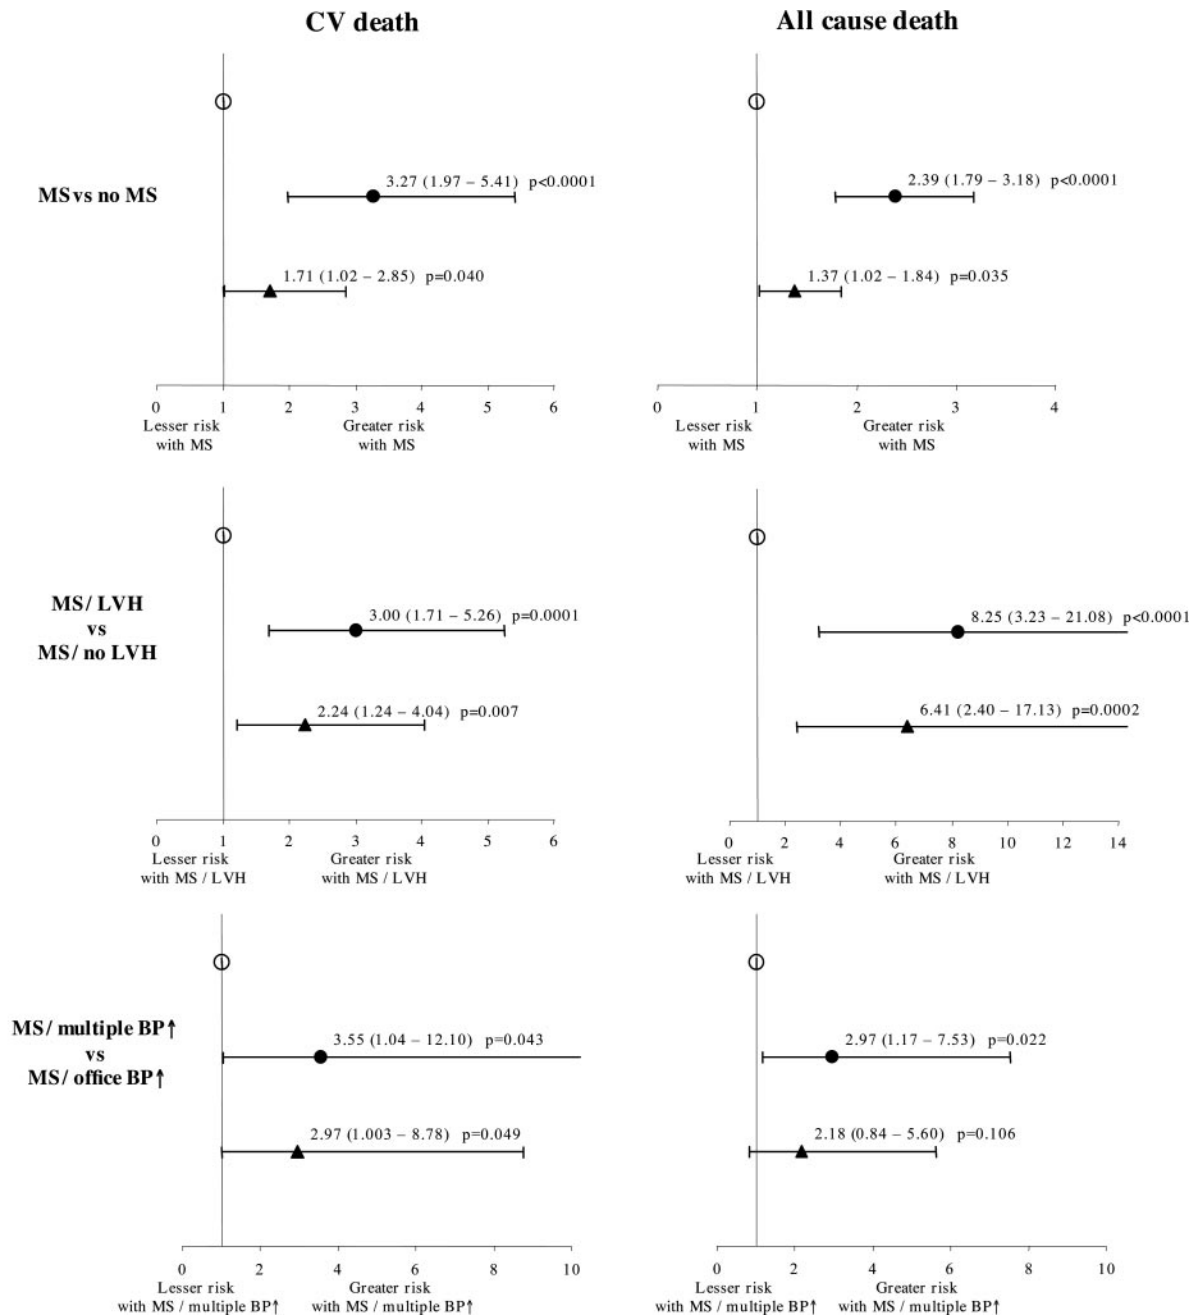 CV death
All cause death
MS vs no MS
3.27 (1.97 – 5.41) p<0.0001
1.71 (1.02 – 2.85) p=0.040
0 1 2 3 4 5 6
Lesser risk
with MS
Greater risk
with MS
2.39 (1.79 – 3.18) p<0.0001
1.37 (1.02 – 1.84) p=0.035
0 1 2 3 4
Lesser risk
with MS
Greater risk
with MS
MS / LVH
vs
MS / no LVH
3.00 (1.71 – 5.26) p=0.0001
2.24 (1.24 – 4.04) p=0.007
0 1 2 3 4 5 6
Lesser risk
with MS / LVH
Greater risk
with MS / LVH
8.25 (3.23 – 21.08) p<0.0001
6.41 (2.40 – 17.13) p=0.0002
0 2 4 6 8 10 12 14
Lesser risk
with MS / LVH
Greater risk
with MS / LVH
MS / multiple BP↑
vs
MS / office BP↑
3.55 (1.04 – 12.10) p=0.043
2.97 (1.003 – 8.78) p=0.049
0 2 4 6 8 10
Lesser risk
with MS / multiple BP↑
Greater risk
with MS / multiple BP↑
2.97 (1.17 – 7.53) p=0.022
2.18 (0.84 – 5.60) p=0.106
0 2 4 6 8 10
Lesser risk
with MS / multiple BP↑
Greater risk
with MS / multiple BP↑